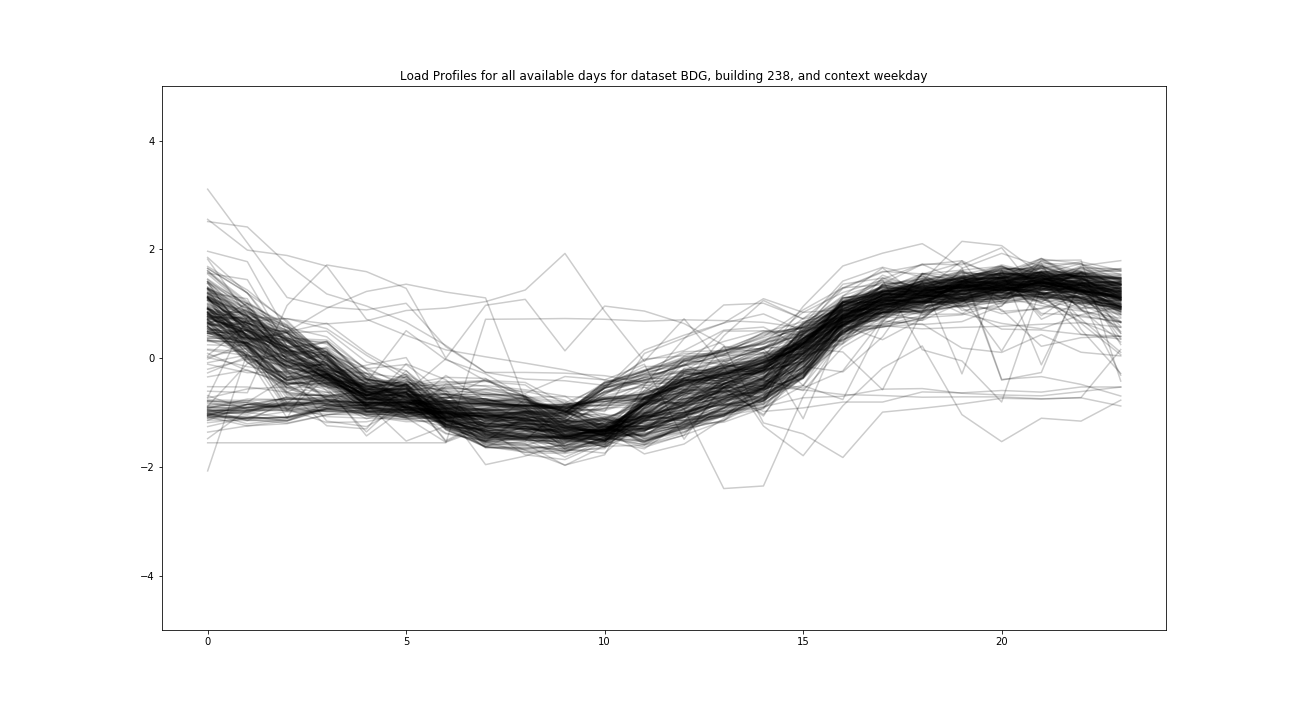 Load Profiles for all available days for dataset BDG, building 238, and context weekday
4
2
0
−2
−4
0 5 10 15 20